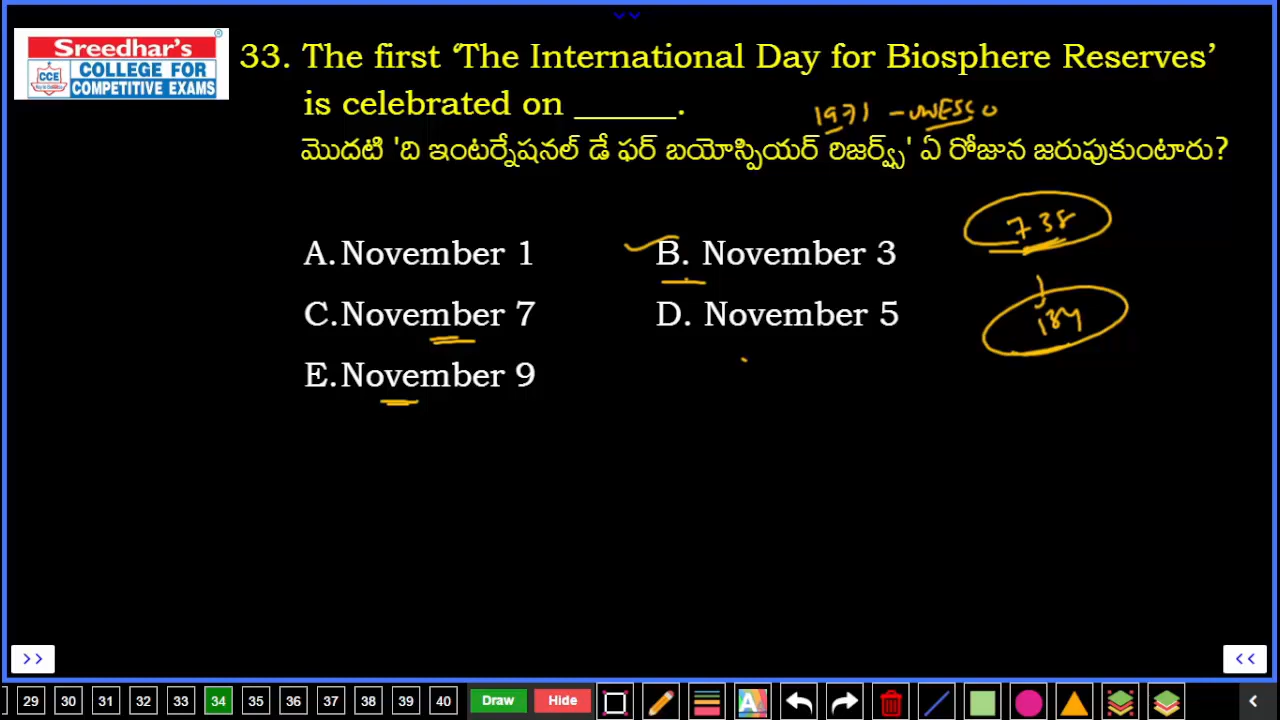 Sreedhar's
CCE
COLLEGE FOR
COMPETITIVE EXAMS
33. The first ‘The International Day for Biosphere Reserves’
is celebrated on ______.
1971 - UNESCO
మొదటి 'ది ఇంటర్నేషనల్ డే ఫర్ బయోస్పియర్ రిజర్వ్స్' ఏ రోజున జరుపుకుంటారు?
738
A. November 1 B. November 3
134
C. November 7 D. November 5
E. November 9
>> <<
29 30 31 32 33 34 35 36 37 38 39 40 Draw Hide A